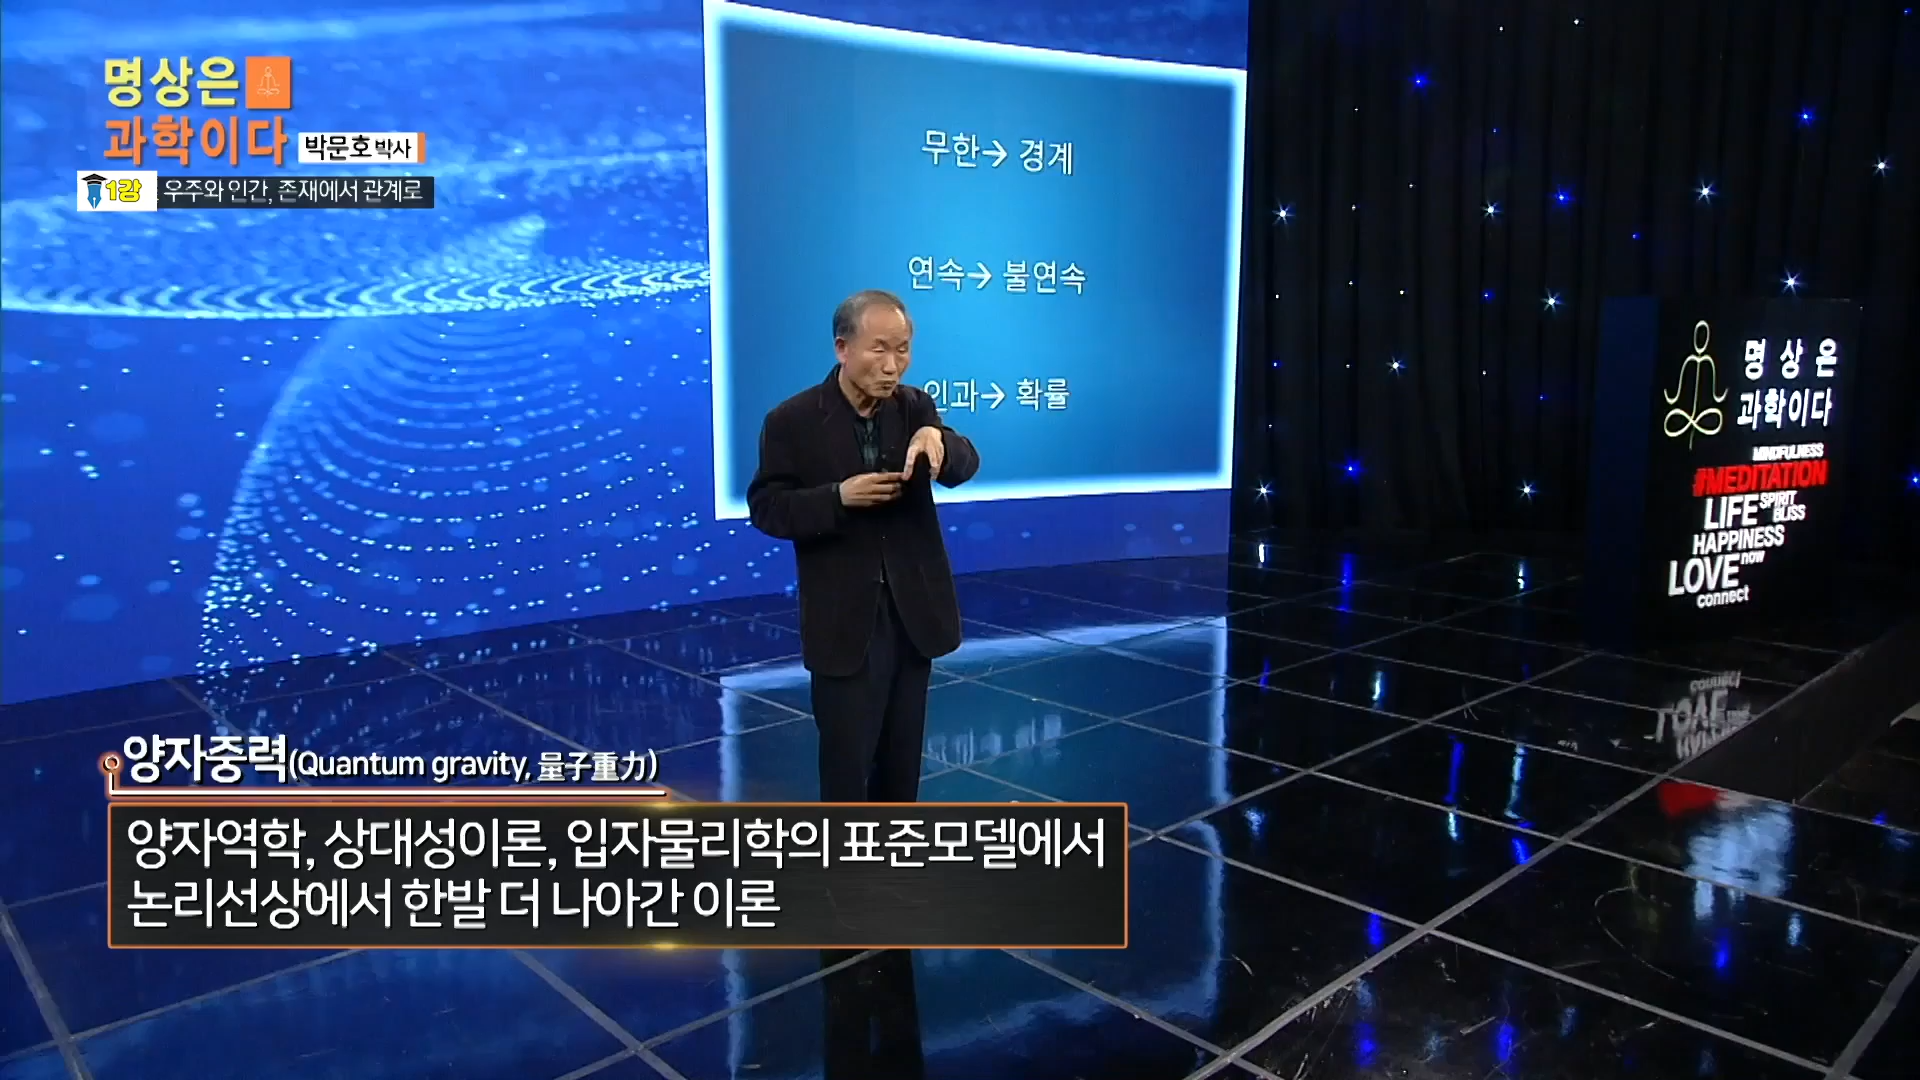 명상은
과학이다 박문호 박사
1강 우주와 인간, 존재에서 관계로
무한→ 경계
연속→ 불연속
인과→ 확률
명상은
과학이다
MINDFULNESS
#MEDITATION
LIFE SPIRIT
BLISS
HAPPINESS
LOVE now
connect
양자중력(Quantum gravity, 量子重力)
양자역학, 상대성이론, 입자물리학의 표준모델에서
논리선상에서 한발 더 나아간 이론